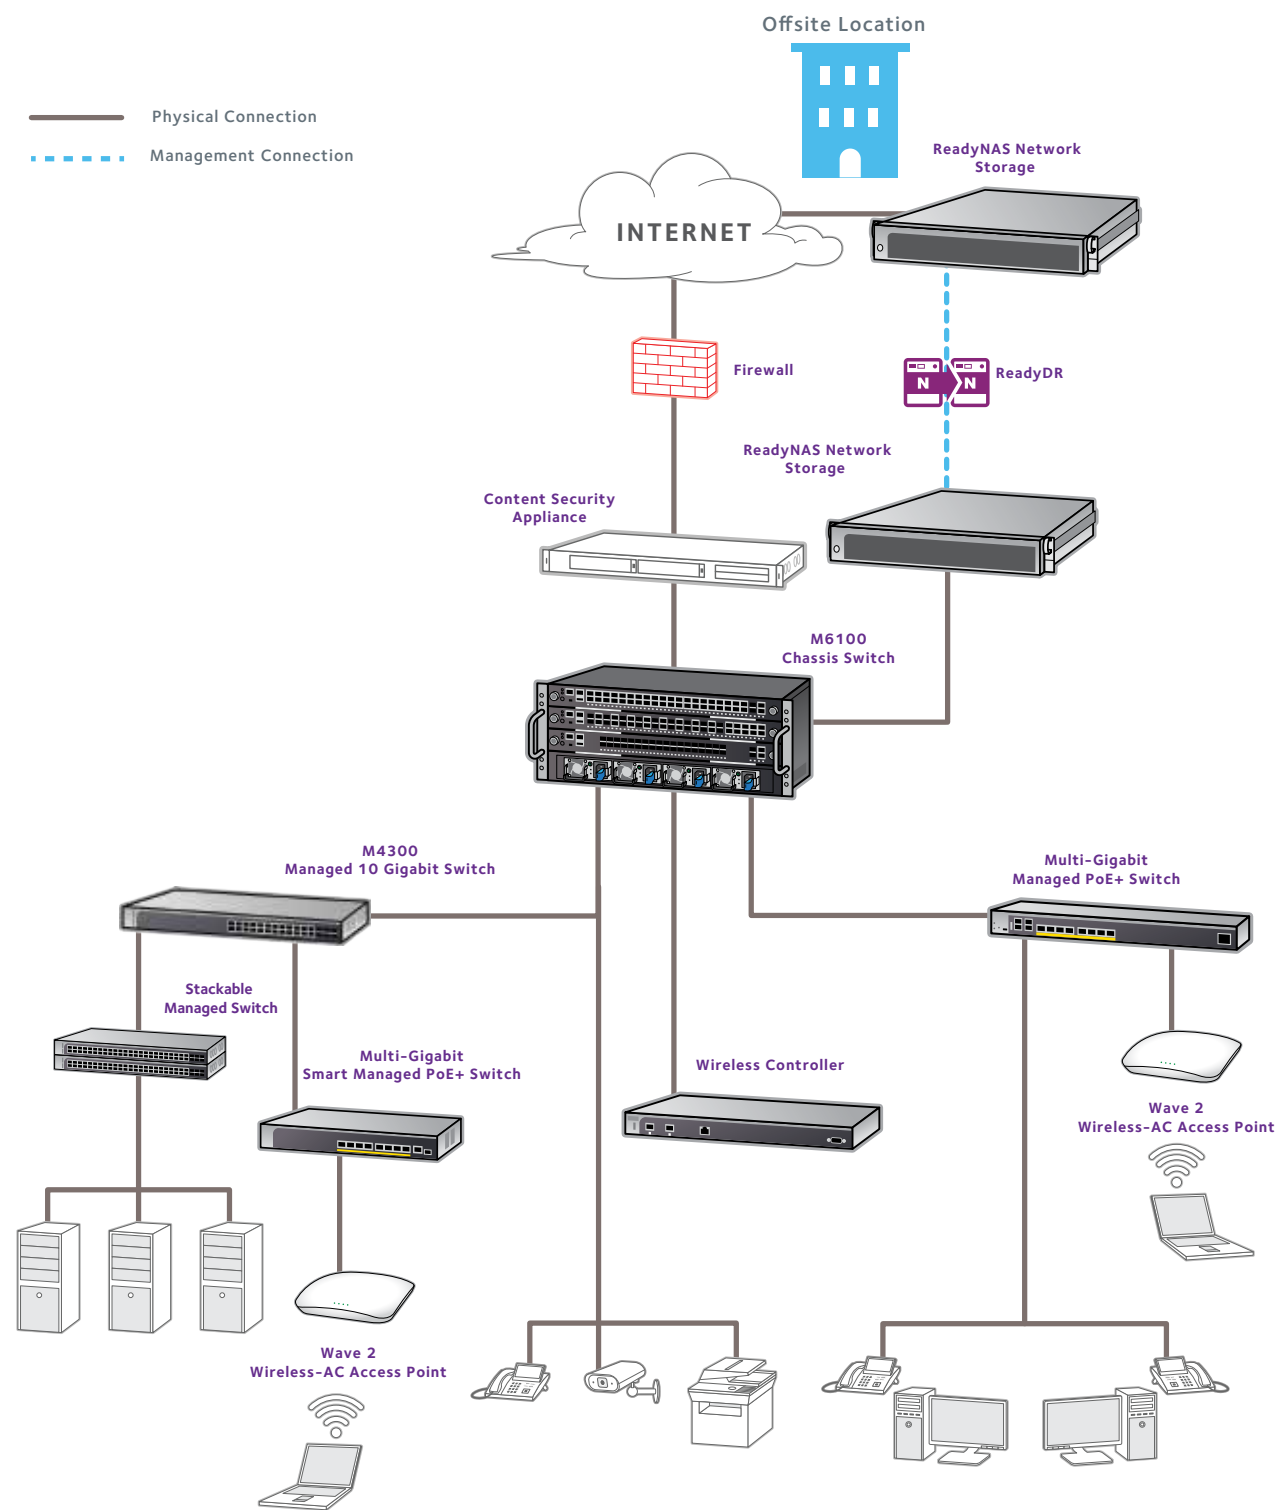 Offsite Location
Physical Connection
Management Connection
ReadyNAS Network
Storage
INTERNET
Firewall
N N
ReadyDR
ReadyNAS Network
Storage
Content Security
Appliance
M6100
Chassis Switch
M4300
Managed 10 Gigabit Switch
Multi-Gigabit
Managed PoE+ Switch
Stackable
Managed Switch
Multi-Gigabit
Smart Managed PoE+ Switch
Wireless Controller
Wave 2
Wireless-AC Access Point
Wave 2
Wireless-AC Access Point